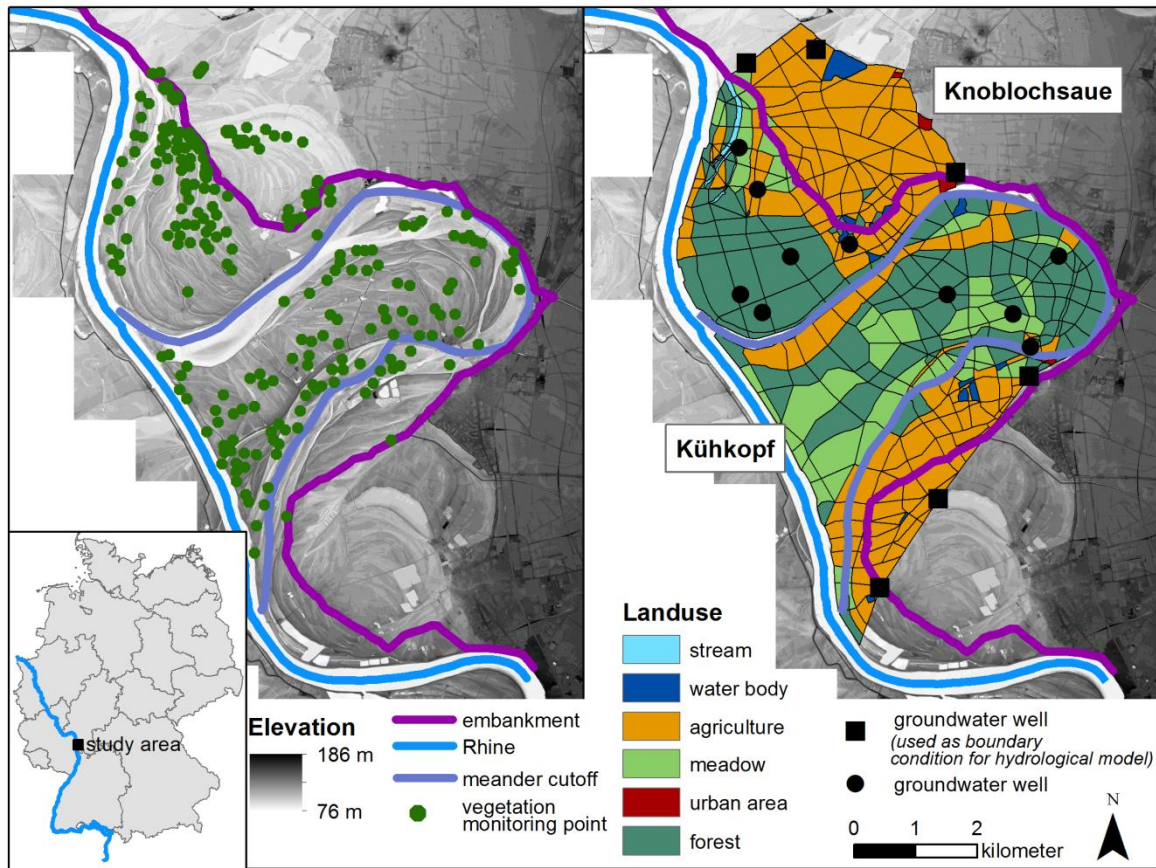 Knoblochsaue
Kühkopf
study area
Elevation
186 m
76 m
embankment
Rhine
meander cutoff
vegetation
monitoring point
Landuse
stream
water body
agriculture
meadow
urban area
forest
groundwater well
(used as boundary
condition for hydrological model)
groundwater well
0 1 2
kilometer
N